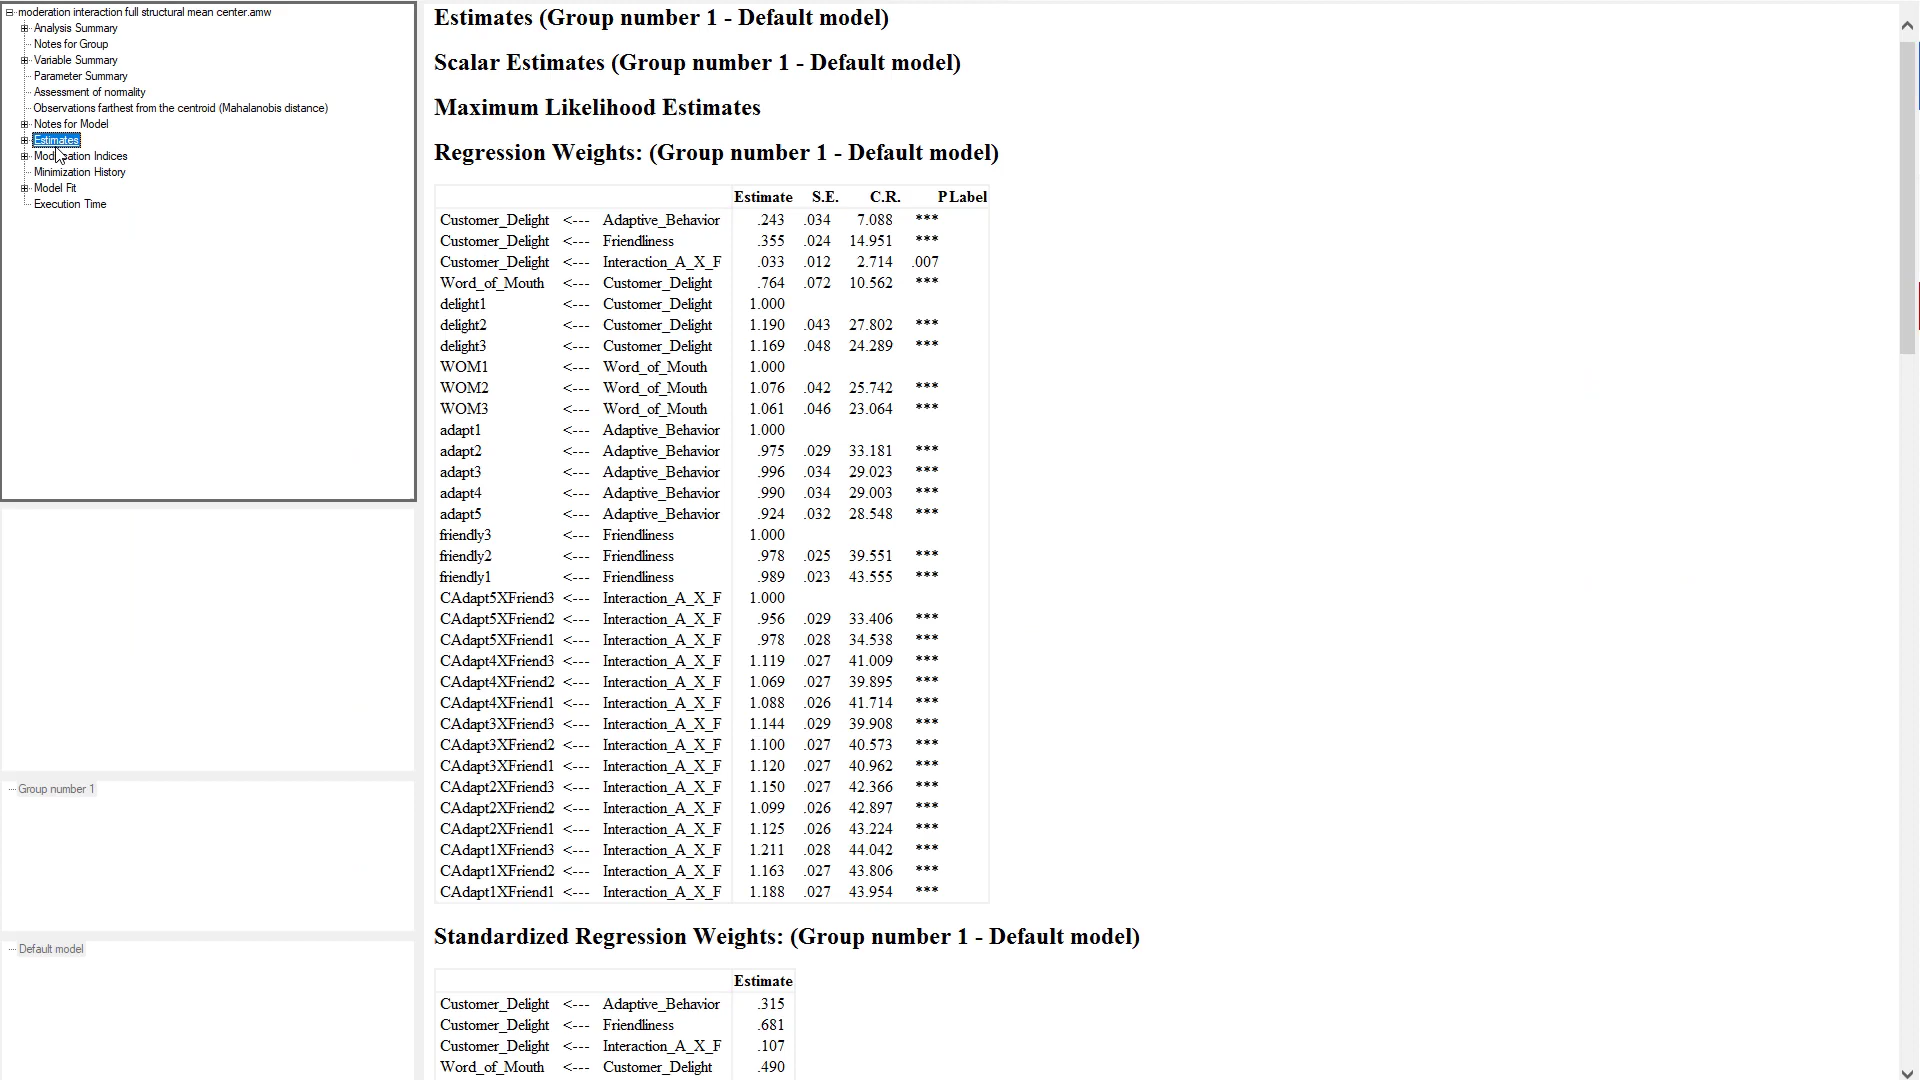 moderation interaction full structural mean center.amw
Analysis Summary
Notes for Group
Variable Summary
Parameter Summary
Assessment of normality
Observations farthest from the centroid (Mahalanobis distance)
Notes for Model
Estimates
Modification Indices
Minimization History
Model Fit
Execution Time
Group number 1
Default model
Estimates (Group number 1 - Default model)
Scalar Estimates (Group number 1 - Default model)
Maximum Likelihood Estimates
Regression Weights: (Group number 1 - Default model)
Estimate S.E. C.R. P Label
Customer_Delight <--- Adaptive_Behavior .243 .034 7.088 ***
Customer_Delight <--- Friendliness .355 .024 14.951 ***
Customer_Delight <--- Interaction_A_X_F .033 .012 2.714 .007
Word_of_Mouth <--- Customer_Delight .764 .072 10.562 ***
delight1 <--- Customer_Delight 1.000
delight2 <--- Customer_Delight 1.190 .043 27.802 ***
delight3 <--- Customer_Delight 1.169 .048 24.289 ***
WOM1 <--- Word_of_Mouth 1.000
WOM2 <--- Word_of_Mouth 1.076 .042 25.742 ***
WOM3 <--- Word_of_Mouth 1.061 .046 23.064 ***
adapt1 <--- Adaptive_Behavior 1.000
adapt2 <--- Adaptive_Behavior .975 .029 33.181 ***
adapt3 <--- Adaptive_Behavior .996 .034 29.023 ***
adapt4 <--- Adaptive_Behavior .990 .034 29.003 ***
adapt5 <--- Adaptive_Behavior .924 .032 28.548 ***
friendly3 <--- Friendliness 1.000
friendly2 <--- Friendliness .978 .025 39.551 ***
friendly1 <--- Friendliness .989 .023 43.555 ***
CAdapt5XFriend3 <--- Interaction_A_X_F 1.000
CAdapt5XFriend2 <--- Interaction_A_X_F .956 .029 33.406 ***
CAdapt5XFriend1 <--- Interaction_A_X_F .978 .028 34.538 ***
CAdapt4XFriend3 <--- Interaction_A_X_F 1.119 .027 41.009 ***
CAdapt4XFriend2 <--- Interaction_A_X_F 1.069 .027 39.895 ***
CAdapt4XFriend1 <--- Interaction_A_X_F 1.088 .026 41.714 ***
CAdapt3XFriend3 <--- Interaction_A_X_F 1.144 .029 39.908 ***
CAdapt3XFriend2 <--- Interaction_A_X_F 1.100 .027 40.573 ***
CAdapt3XFriend1 <--- Interaction_A_X_F 1.120 .027 40.962 ***
CAdapt2XFriend3 <--- Interaction_A_X_F 1.150 .027 42.366 ***
CAdapt2XFriend2 <--- Interaction_A_X_F 1.099 .026 42.897 ***
CAdapt2XFriend1 <--- Interaction_A_X_F 1.125 .026 43.224 ***
CAdapt1XFriend3 <--- Interaction_A_X_F 1.211 .028 44.042 ***
CAdapt1XFriend2 <--- Interaction_A_X_F 1.163 .027 43.806 ***
CAdapt1XFriend1 <--- Interaction_A_X_F 1.188 .027 43.954 ***
Standardized Regression Weights: (Group number 1 - Default model)
Estimate
Customer_Delight <--- Adaptive_Behavior .315
Customer_Delight <--- Friendliness .681
Customer_Delight <--- Interaction_A_X_F .107
Word_of_Mouth <--- Customer_Delight .490